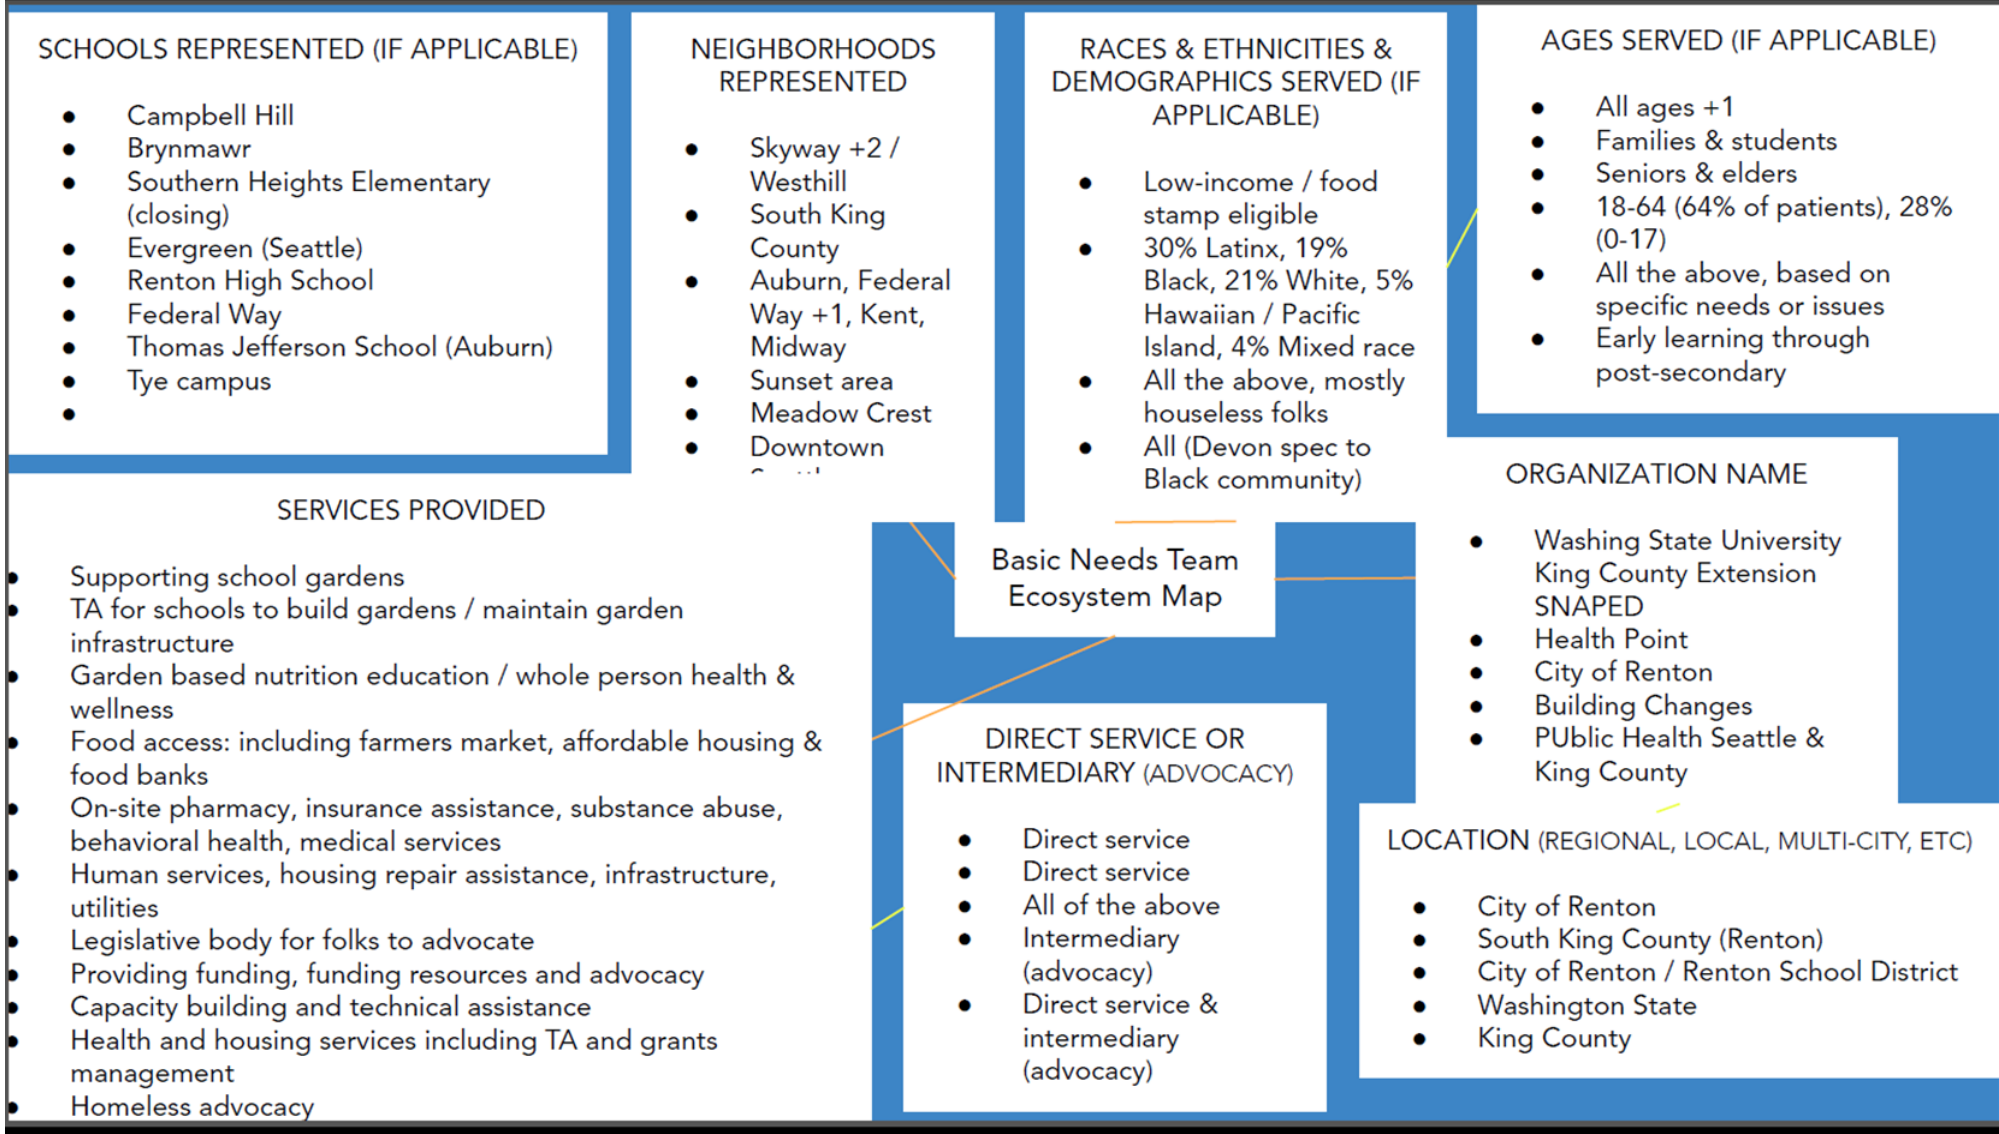 SCHOOLS REPRESENTED (IF APPLICABLE)
● Campbell Hill
● Brynmawr
● Southern Heights Elementary
(closing)
● Evergreen (Seattle)
● Renton High School
● Federal Way
● Thomas Jefferson School (Auburn)
● Tye campus
●
NEIGHBORHOODS
REPRESENTED
● Skyway +2 /
Westhill
● South King
County
● Auburn, Federal
Way +1, Kent,
Midway
● Sunset area
● Meadow Crest
● Downtown
RACES & ETHNICITIES &
DEMOGRAPHICS SERVED (IF
APPLICABLE)
● Low-income / food
stamp eligible
● 30% Latinx, 19%
Black, 21% White, 5%
Hawaiian / Pacific
Island, 4% Mixed race
● All the above, mostly
houseless folks
● All (Devon spec to
Black community)
AGES SERVED (IF APPLICABLE)
● All ages +1
● Families & students
● Seniors & elders
● 18-64 (64% of patients), 28%
(0-17)
● All the above, based on
specific needs or issues
● Early learning through
post-secondary
SERVICES PROVIDED
● Supporting school gardens
● TA for schools to build gardens / maintain garden
infrastructure
● Garden based nutrition education / whole person health &
wellness
● Food access: including farmers market, affordable housing &
food banks
● On-site pharmacy, insurance assistance, substance abuse,
behavioral health, medical services
● Human services, housing repair assistance, infrastructure,
utilities
● Legislative body for folks to advocate
● Providing funding, funding resources and advocacy
● Capacity building and technical assistance
● Health and housing services including TA and grants
management
● Homeless advocacy
Basic Needs Team
Ecosystem Map
DIRECT SERVICE OR
INTERMEDIARY (ADVOCACY)
● Direct service
● Direct service
● All of the above
● Intermediary
(advocacy)
● Direct service &
intermediary
(advocacy)
ORGANIZATION NAME
● Washing State University
King County Extension
SNAPED
● Health Point
● City of Renton
● Building Changes
● PUblic Health Seattle &
King County
LOCATION (REGIONAL, LOCAL, MULTI-CITY, ETC)
● City of Renton
● South King County (Renton)
● City of Renton / Renton School District
● Washington State
● King County